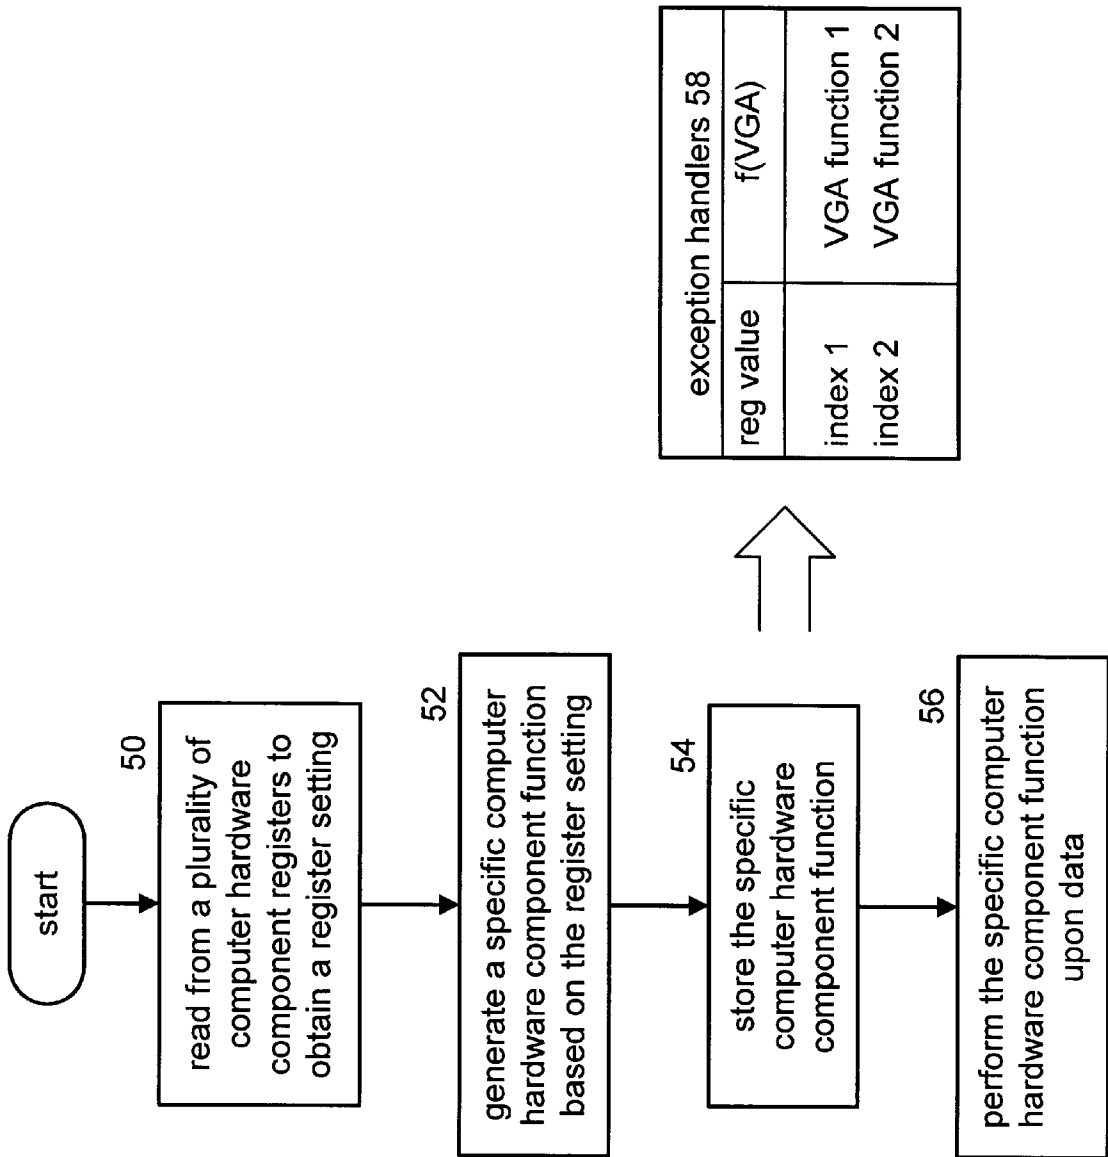 start
50
read from a plurality of
computer hardware
component registers to
obtain a register setting
52
generate a specific computer
hardware component function
based on the register setting
54
store the specific
computer hardware
component function
56
perform the specific computer
hardware component function
upon data
exception handlers 58
reg value f(VGA)
index 1 VGA function 1
index 2 VGA function 2